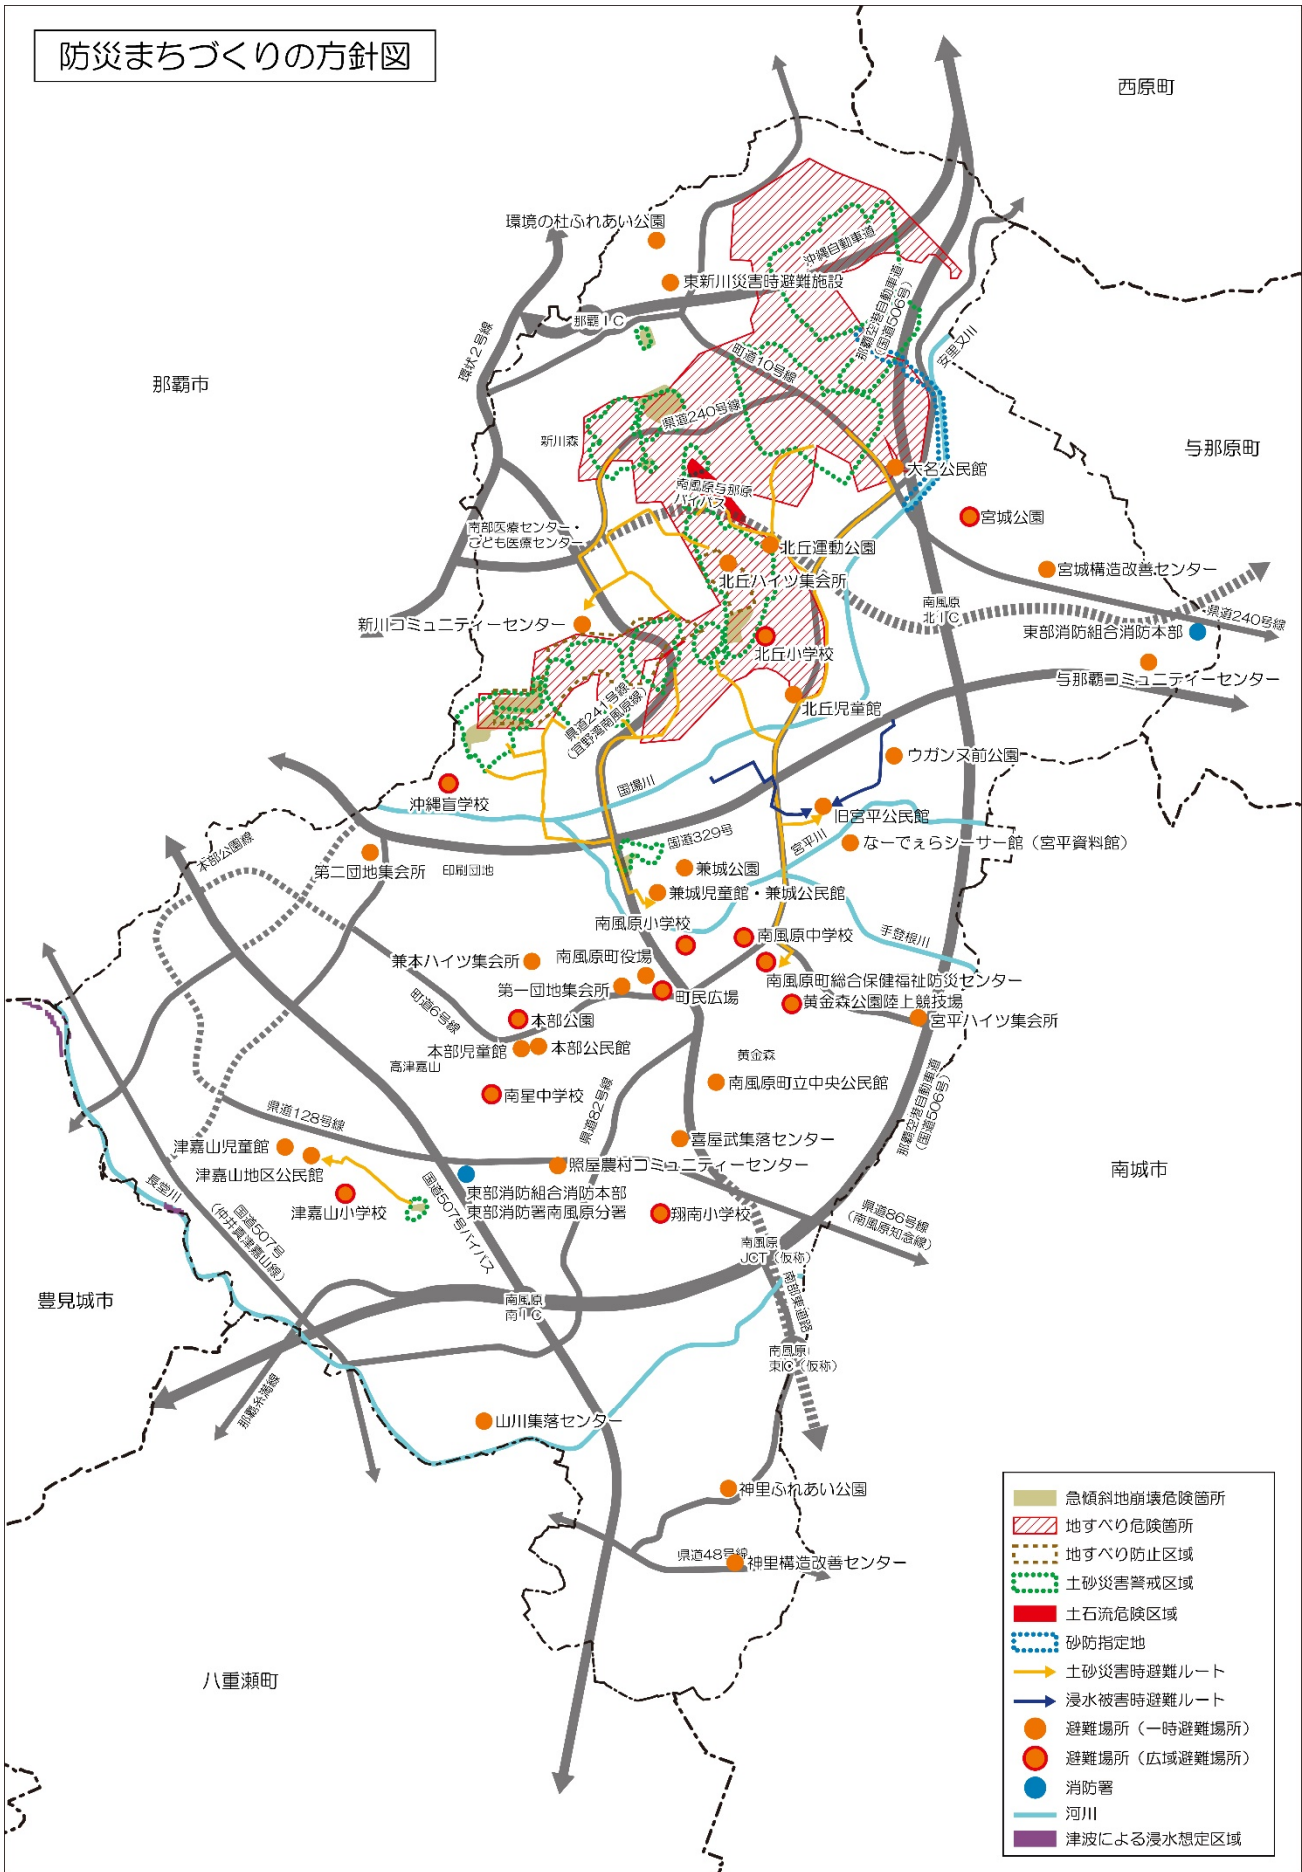 防災まちづくりの方針図
西原町
環境の杜ふれあい公園
沖縄自動車道
東新川災害時避難施設
那覇空港自動車道
(国道506号)
那覇IC
環状2号線
安里又川
町道10号線
那覇市
県道240号線
新川森
与那原町
大名公民館
南風原与那原
バイパス
宮城公園
南部医療センター・
こども医療センター
北丘運動公園
北丘ハイツ集会所
宮城構造改善センター
南風原
北IC
県道240号線
新川コミュニティーセンター
東部消防組合消防本部
北丘小学校
与那覇コミュニティーセンター
県道241号線
(宜野湾南風原線)
北丘児童館
ウガンヌ前公園
国場川
沖縄盲学校
旧宮平公民館
国道329号
宮平川
なーでぇらシーサー館(宮平資料館)
本部公園線
第二団地集会所
印刷団地
兼城公園
兼城児童館・兼城公民館
南風原小学校
南風原中学校
手登根川
兼本ハイツ集会所
南風原町役場
南風原町総合保健福祉防災センター
第一団地集会所
町民広場
黄金森公園陸上競技場
町道6号線
本部公園
宮平ハイツ集会所
本部児童館
本部公民館
高津嘉山
黄金森
南風原町立中央公民館
南星中学校
県道82号線
那覇空港自動車道
(国道506号)
県道128号線
津嘉山児童館
喜屋武集落センター
津嘉山地区公民館
照屋農村コミュニティーセンター
南城市
長堂川
東部消防組合消防本部
東部消防署南風原分署
津嘉山小学校
翔南小学校
県道86号線
(南風原知念線)
国道507号
(仲井真津嘉山線)
国道507号バイパス
南風原
JCT(仮称)
南部東道路
豊見城市
南風原
南IC
南風原
東IC(仮称)
那覇糸満線
山川集落センター
神里ふれあい公園
県道48号線
神里構造改善センター
八重瀬町
急傾斜地崩壊危険箇所
地すべり危険箇所
地すべり防止区域
土砂災害警戒区域
土石流危険区域
砂防指定地
土砂災害時避難ルート
浸水被害時避難ルート
避難場所(一時避難場所)
避難場所(広域避難場所)
消防署
河川
津波による浸水想定区域